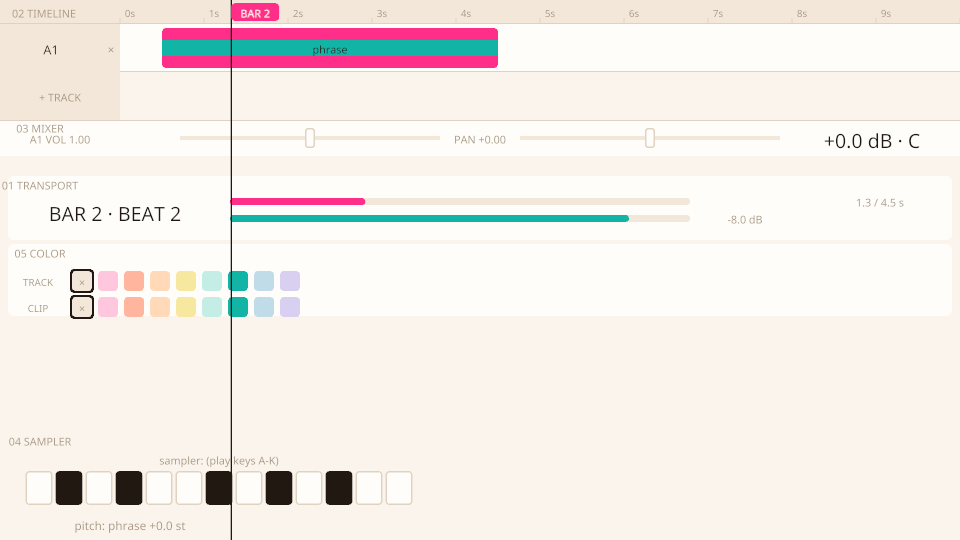 02 TIMELINE 0s 1s BAR 2 2s 3s 4s 5s 6s 7s 8s 9s
A1 × phrase
+ TRACK
03 MIXER
A1 VOL 1.00 PAN +0.00 +0.0 dB · C
01 TRANSPORT
BAR 2 · BEAT 2 -8.0 dB 1.3 / 4.5 s
05 COLOR
TRACK ×
CLIP ×
04 SAMPLER
sampler: (play keys A-K)
pitch: phrase +0.0 st